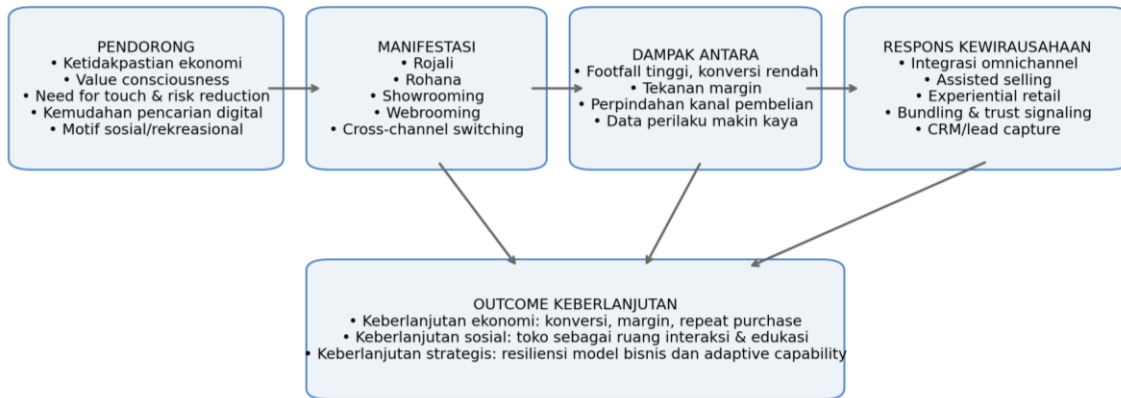 PENDORONG
• Ketidakpastian ekonomi
• Value consciousness
• Need for touch & risk reduction
• Kemudahan pencarian digital
• Motif sosial/rekreasional
MANIFESTASI
• Rojali
• Rohana
• Showrooming
• Webrooming
• Cross-channel switching
DAMPAK ANTARA
• Footfall tinggi, konversi rendah
• Tekanan margin
• Perpindahan kanal pembelian
• Data perilaku makin kaya
RESPONS KEWIRAUSAHAAN
• Integrasi omnichannel
• Assisted selling
• Experiential retail
• Bundling & trust signaling
• CRM/lead capture
OUTCOME KEBERLANJUTAN
• Keberlanjutan ekonomi: konversi, margin, repeat purchase
• Keberlanjutan sosial: toko sebagai ruang interaksi & edukasi
• Keberlanjutan strategis: resiliensi model bisnis dan adaptive capability